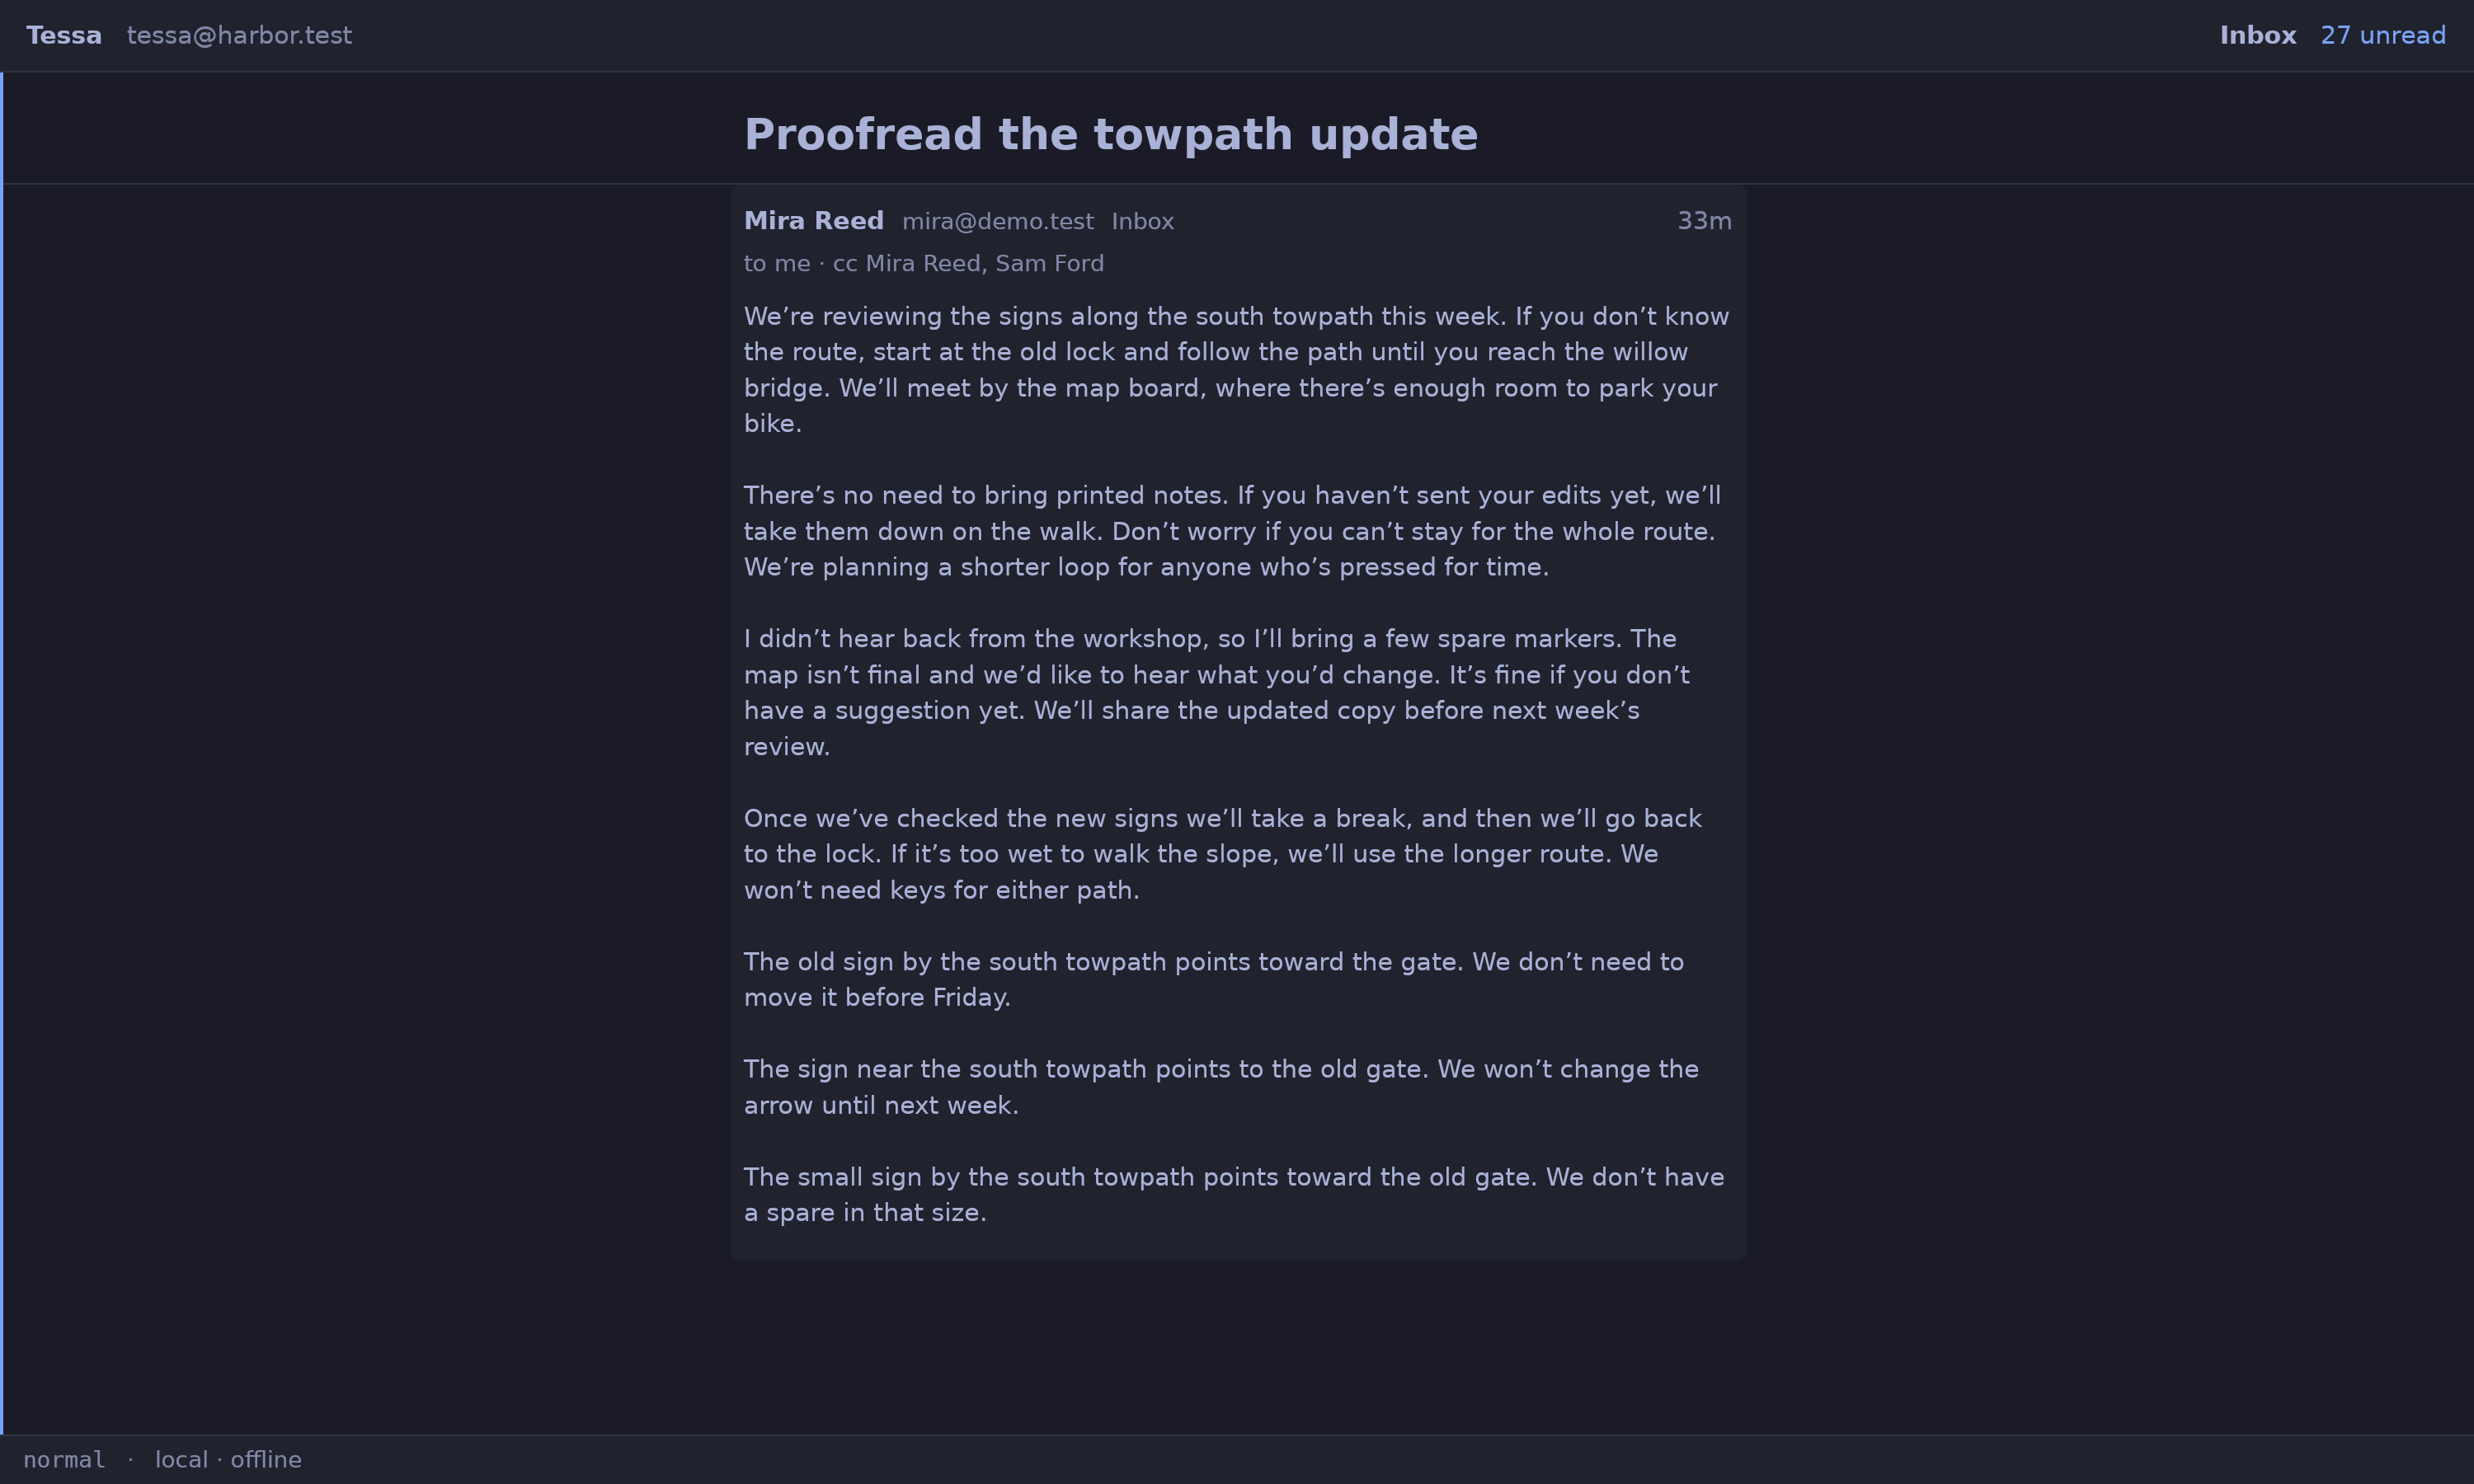 Tessa tessa@harbor.test Inbox 27 unread
Proofread the towpath update
Mira Reed mira@demo.test Inbox 33m
to me · cc Mira Reed, Sam Ford
We’re reviewing the signs along the south towpath this week. If you don’t know
the route, start at the old lock and follow the path until you reach the willow
bridge. We’ll meet by the map board, where there’s enough room to park your
bike.
There’s no need to bring printed notes. If you haven’t sent your edits yet, we’ll
take them down on the walk. Don’t worry if you can’t stay for the whole route.
We’re planning a shorter loop for anyone who’s pressed for time.
I didn’t hear back from the workshop, so I’ll bring a few spare markers. The
map isn’t final and we’d like to hear what you’d change. It’s fine if you don’t
have a suggestion yet. We’ll share the updated copy before next week’s
review.
Once we’ve checked the new signs we’ll take a break, and then we’ll go back
to the lock. If it’s too wet to walk the slope, we’ll use the longer route. We
won’t need keys for either path.
The old sign by the south towpath points toward the gate. We don’t need to
move it before Friday.
The sign near the south towpath points to the old gate. We won’t change the
arrow until next week.
The small sign by the south towpath points toward the old gate. We don’t have
a spare in that size.
normal · local · offline